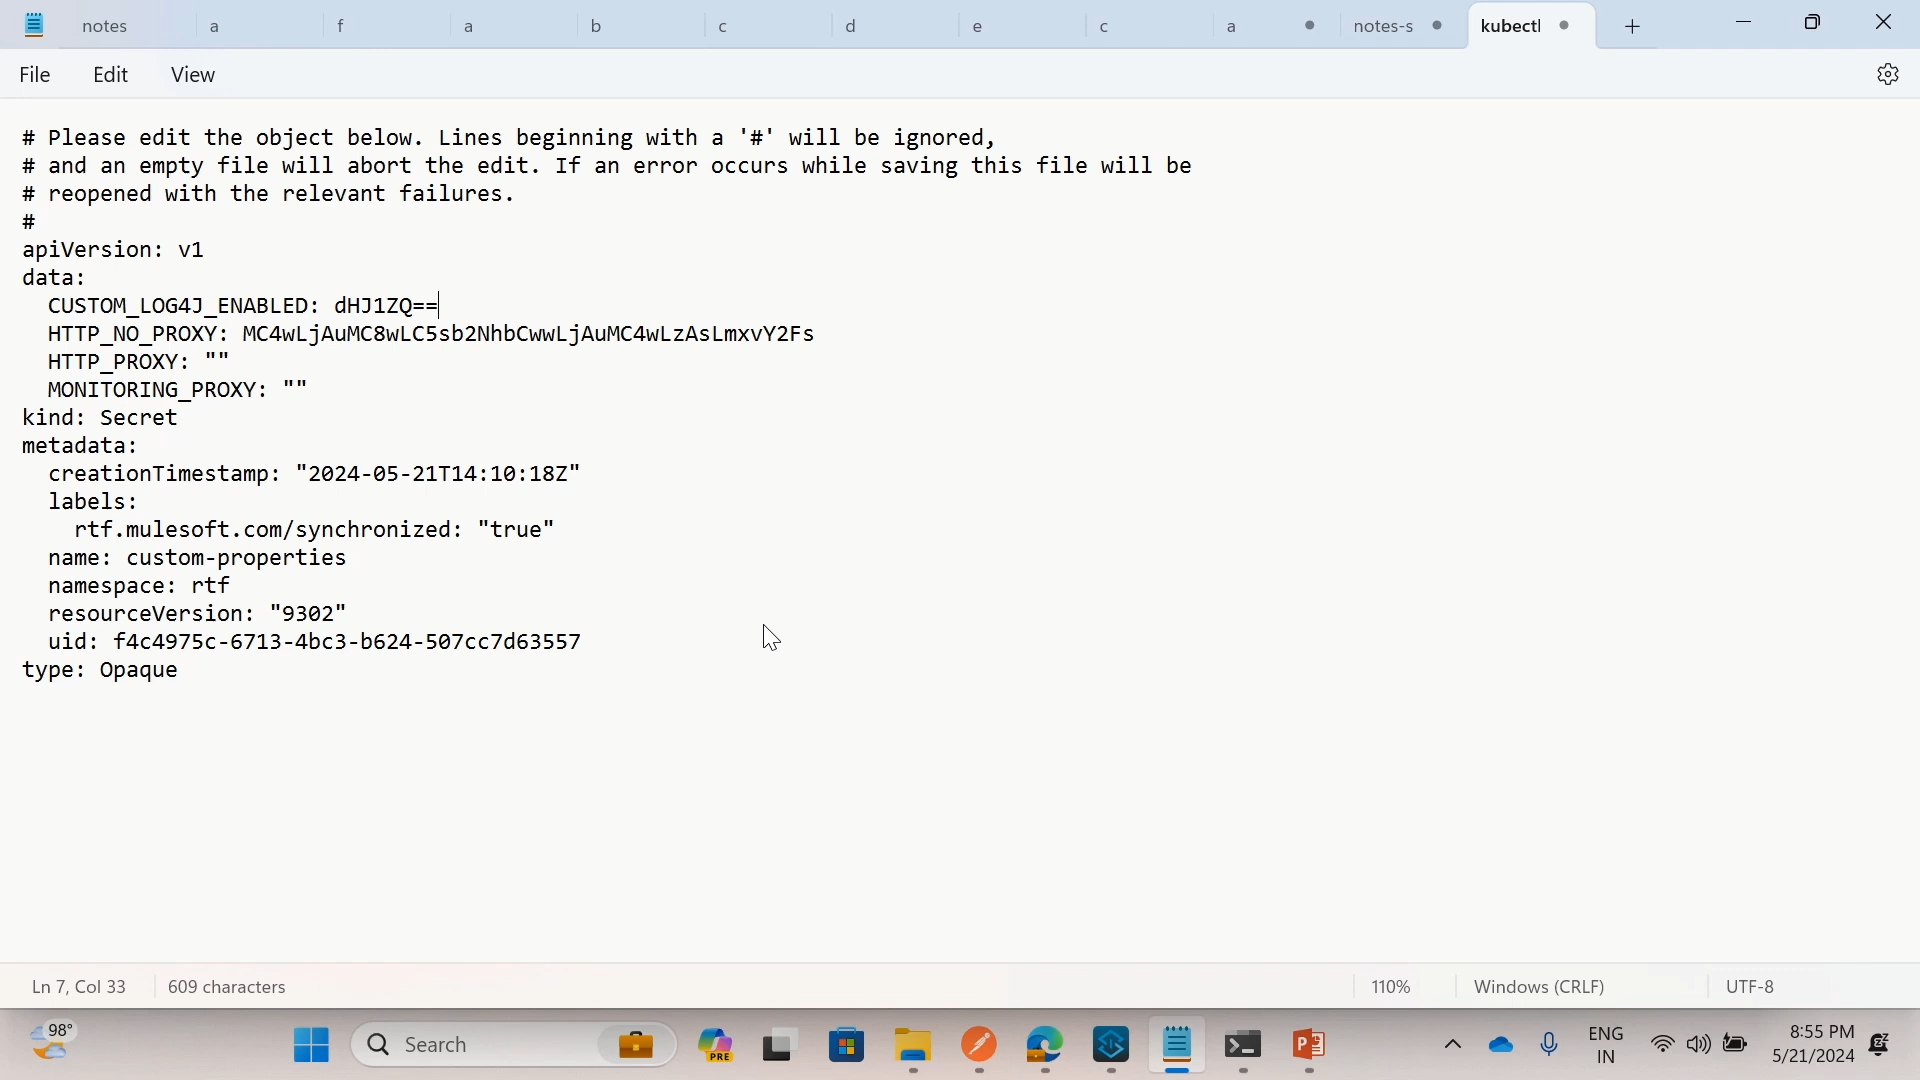 notes a f a b c d e c a notes-s kubectl
File Edit View
# Please edit the object below. Lines beginning with a '#' will be ignored,
# and an empty file will abort the edit. If an error occurs while saving this file will be
# reopened with the relevant failures.
#
apiVersion: v1
data:
  CUSTOM_LOG4J_ENABLED: dHJ1ZQ==
  HTTP_NO_PROXY: MC4wLjAuMC8wLC5sb2NhbCwwLjAuMC4wLzAsLmxvY2Fs
  HTTP_PROXY: ""
  MONITORING_PROXY: ""
kind: Secret
metadata:
  creationTimestamp: "2024-05-21T14:10:18Z"
  labels:
    rtf.mulesoft.com/synchronized: "true"
  name: custom-properties
  namespace: rtf
  resourceVersion: "9302"
  uid: f4c4975c-6713-4bc3-b624-507cc7d63557
type: Opaque
Ln 7, Col 33 609 characters 110% Windows (CRLF) UTF-8
98° Search PRE ENG 8:55 PM
IN 5/21/2024